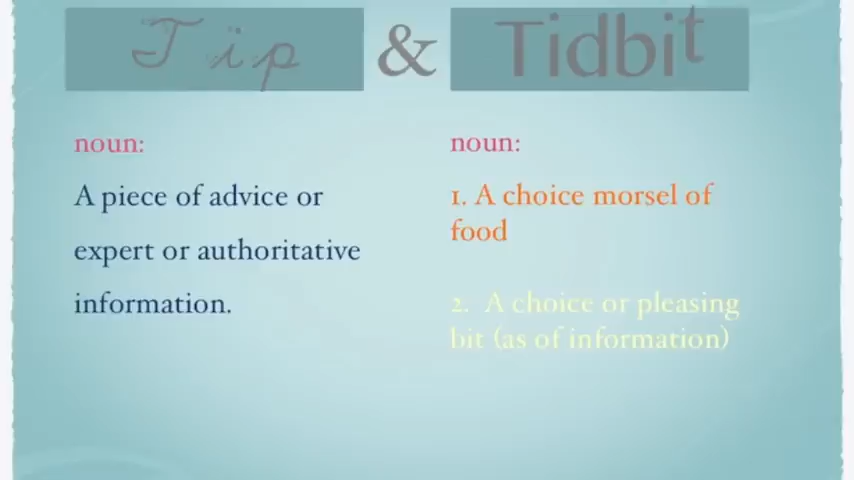 Tip & Tidbit
noun:
A piece of advice or
expert or authoritative
information.
noun:
1. A choice morsel of
food
2. A choice or pleasing
bit (as of information)